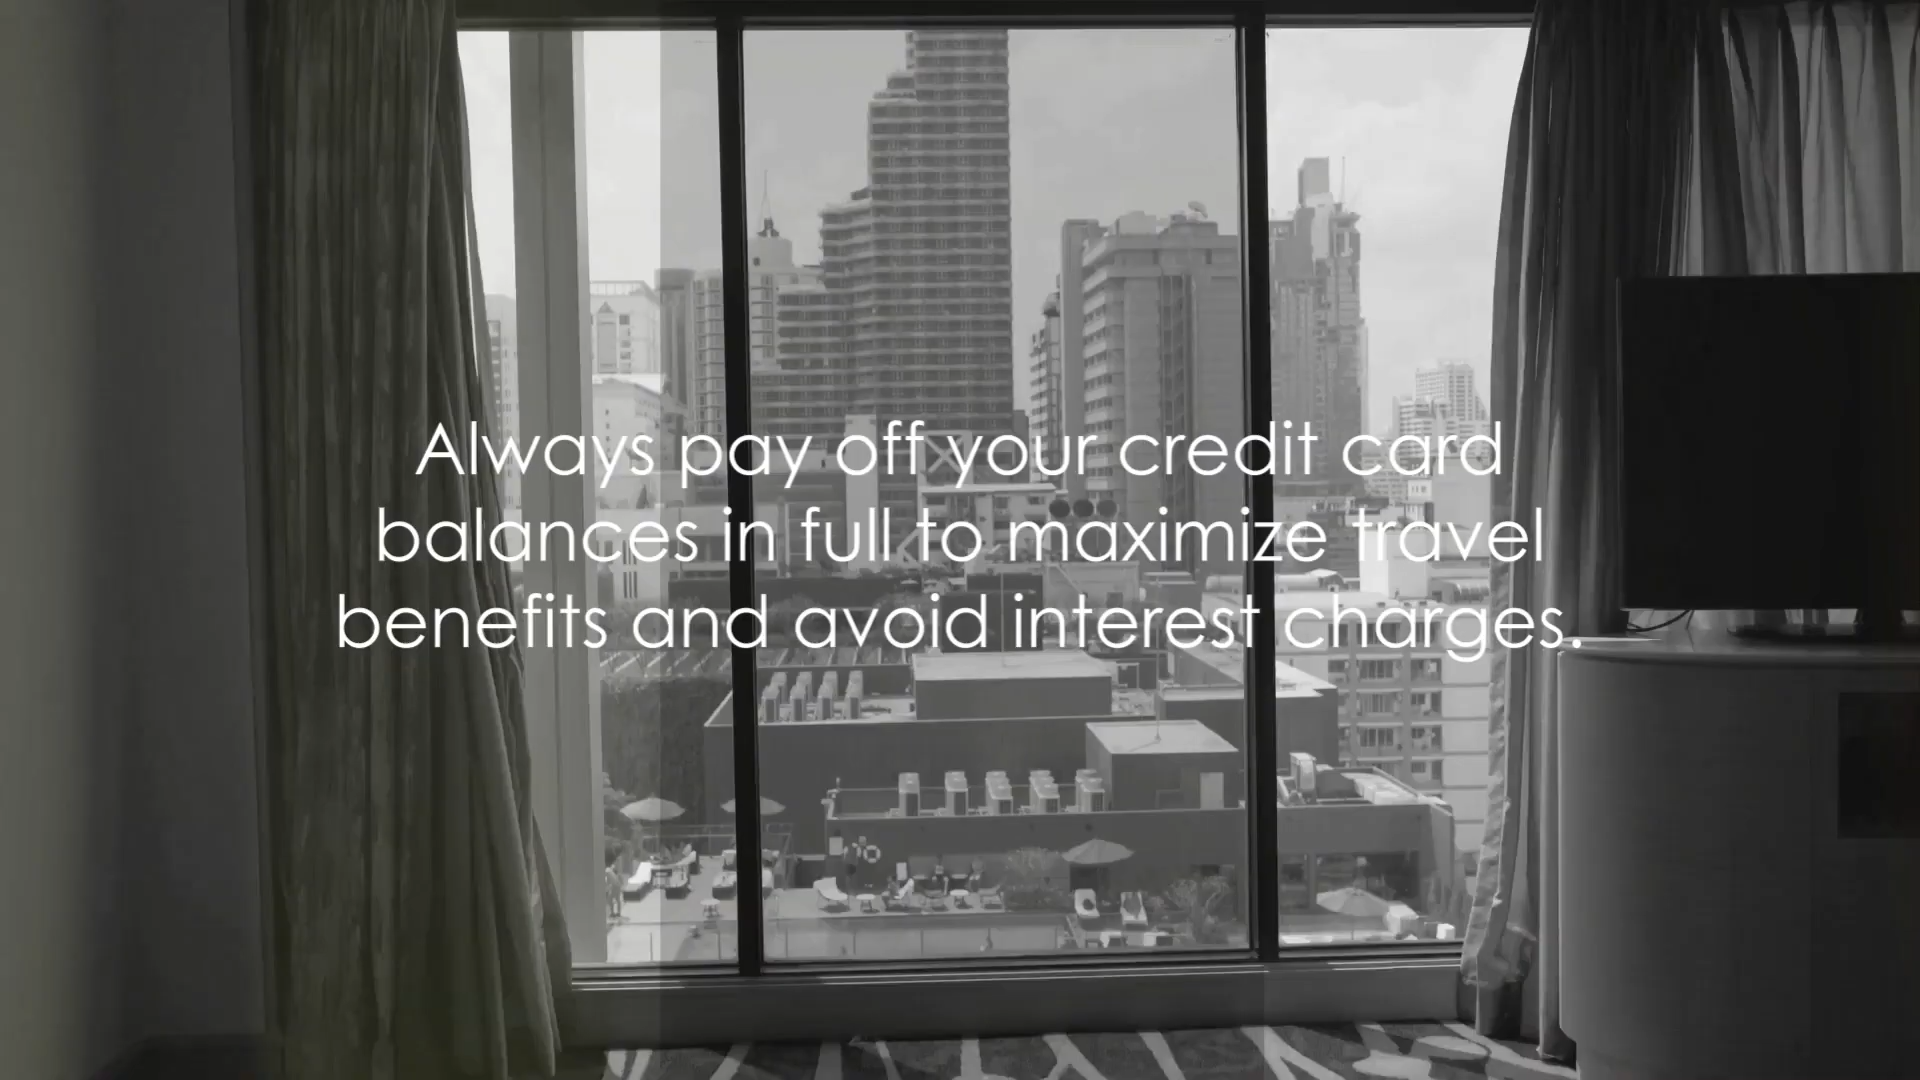 Always pay off your credit card
balances in full to maximize travel
benefits and avoid interest charges.